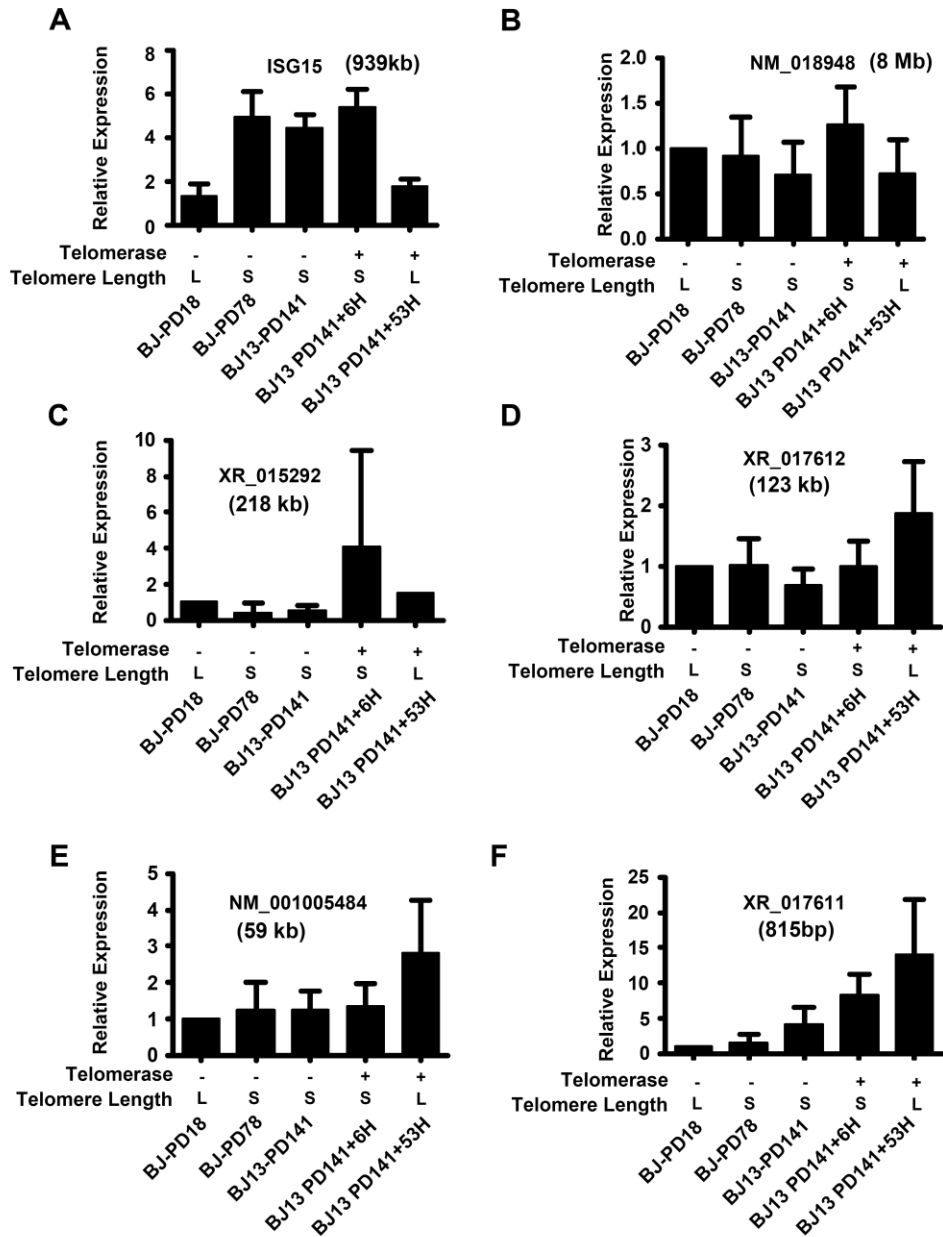 A
ISG15 (939kb)
Relative Expression
8
6
4
2
0
Telomerase - - - + +
Telomere Length L S S S L
BJ-PD18
BJ-PD78
BJ13-PD141
BJ13 PD141+6H
BJ13 PD141+53H
B
NM_018948 (8 Mb)
Relative Expression
2.0
1.5
1.0
0.5
0.0
Telomerase - - - + +
Telomere Length L S S S L
BJ-PD18
BJ-PD78
BJ13-PD141
BJ13 PD141+6H
BJ13 PD141+53H
C
XR_015292
(218 kb)
Relative Expression
10
8
6
4
2
0
Telomerase - - - + +
Telomere Length L S S S L
BJ-PD18
BJ-PD78
BJ13-PD141
BJ13 PD141+6H
BJ13 PD141+53H
D
XR_017612
(123 kb)
Relative Expression
3
2
1
0
Telomerase - - - + +
Telomere Length L S S S L
BJ-PD18
BJ-PD78
BJ13-PD141
BJ13 PD141+6H
BJ13 PD141+53H
E
NM_001005484
(59 kb)
Relative Expression
5
4
3
2
1
0
Telomerase - - - + +
Telomere Length L S S S L
BJ-PD18
BJ-PD78
BJ13-PD141
BJ13 PD141+6H
BJ13 PD141+53H
F
XR_017611
(815bp)
Relative Expression
25
20
15
10
5
0
Telomerase - - - + +
Telomere Length L S S S L
BJ-PD18
BJ-PD78
BJ13-PD141
BJ13 PD141+6H
BJ13 PD141+53H